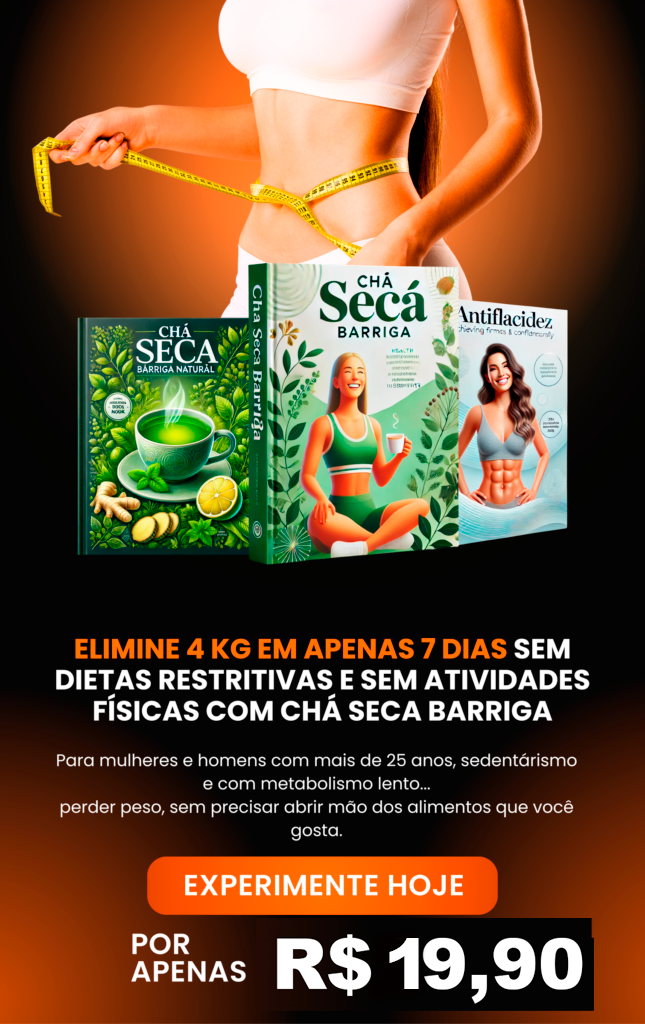 CHÁ
SECA
BARRIGA NATURAL
Cha Seca Barriga
CHÁ
Secá
BARRIGA
HEALTH
Antiflacidez
ELIMINE 4 KG EM APENAS 7 DIAS SEM
DIETAS RESTRITIVAS E SEM ATIVIDADES
FÍSICAS COM CHÁ SECA BARRIGA
Para mulheres e homens com mais de 25 anos, sedentárismo
e com metabolismo lento...
perder peso, sem precisar abrir mão dos alimentos que você
gosta.
EXPERIMENTE HOJE
POR
APENAS
R$ 19,90